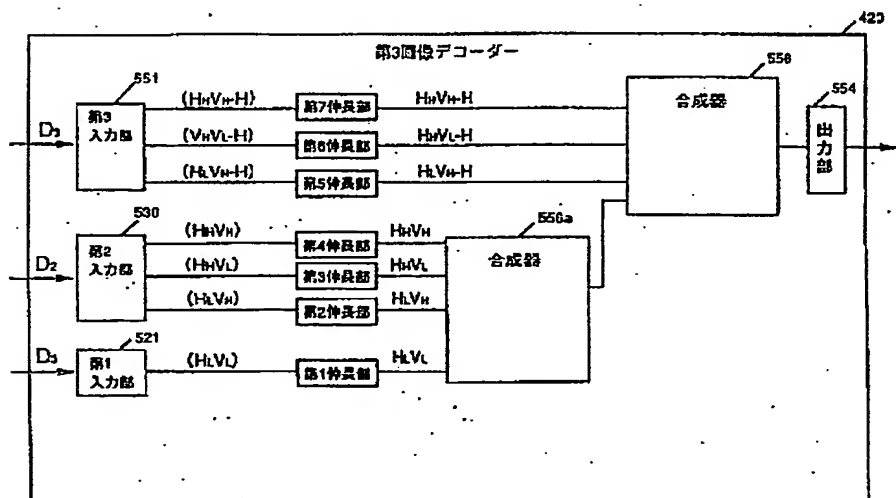 423
第3画像デコーダー
551
556
554
第3
入力部
(HHVH-H)
第7伸長部
HHVH-H
合成器
出力部
D3
(VHVL-H)
第6伸長部
HHVL-H
(HLVH-H)
第5伸長部
HLVH-H
530
556a
第2
入力部
(HHVH)
第4伸長部
HHVH
合成器
D2
(HHVL)
第3伸長部
HHVL
(HLVH)
第2伸長部
HLVH
521
D3
第1
入力部
(HLVL)
第1伸長部
HLVL